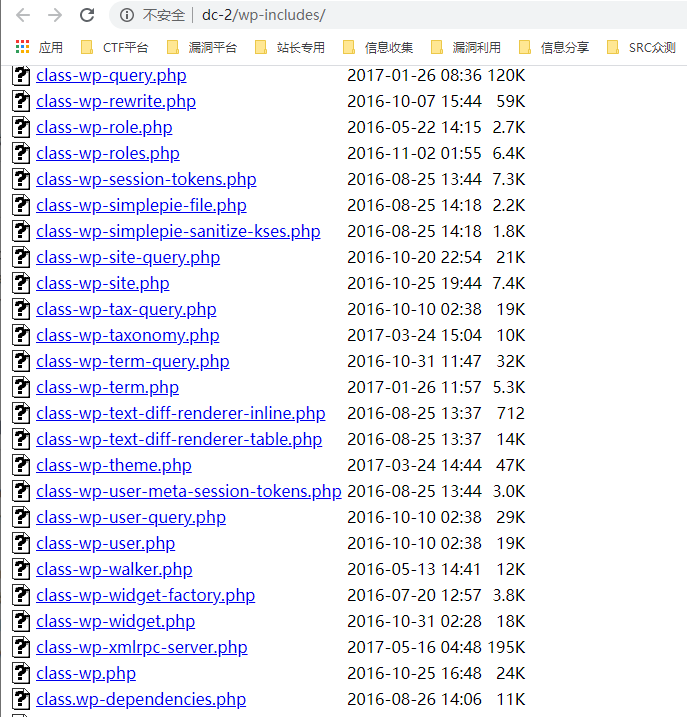 不安全 | dc-2/wp-includes/
应用 CTF平台 漏洞平台 站长专用 信息收集 漏洞利用 信息分享 SRC众测
class-wp-query.php 2017-01-26 08:36 120K
class-wp-rewrite.php 2016-10-07 15:44 59K
class-wp-role.php 2016-05-22 14:15 2.7K
class-wp-roles.php 2016-11-02 01:55 6.4K
class-wp-session-tokens.php 2016-08-25 13:44 7.3K
class-wp-simplepie-file.php 2016-08-25 14:18 2.2K
class-wp-simplepie-sanitize-kses.php 2016-08-25 14:18 1.8K
class-wp-site-query.php 2016-10-20 22:54 21K
class-wp-site.php 2016-10-25 19:44 7.4K
class-wp-tax-query.php 2016-10-10 02:38 19K
class-wp-taxonomy.php 2017-03-24 15:04 10K
class-wp-term-query.php 2016-10-31 11:47 32K
class-wp-term.php 2017-01-26 11:57 5.3K
class-wp-text-diff-renderer-inline.php 2016-08-25 13:37 712
class-wp-text-diff-renderer-table.php 2016-08-25 13:37 14K
class-wp-theme.php 2017-03-24 14:44 47K
class-wp-user-meta-session-tokens.php 2016-08-25 13:44 3.0K
class-wp-user-query.php 2016-10-10 02:38 29K
class-wp-user.php 2016-10-10 02:38 19K
class-wp-walker.php 2016-05-13 14:41 12K
class-wp-widget-factory.php 2016-07-20 12:57 3.8K
class-wp-widget.php 2016-10-31 02:28 18K
class-wp-xmlrpc-server.php 2017-05-16 04:48 195K
class-wp.php 2016-10-25 16:48 24K
class.wp-dependencies.php 2016-08-26 14:06 11K